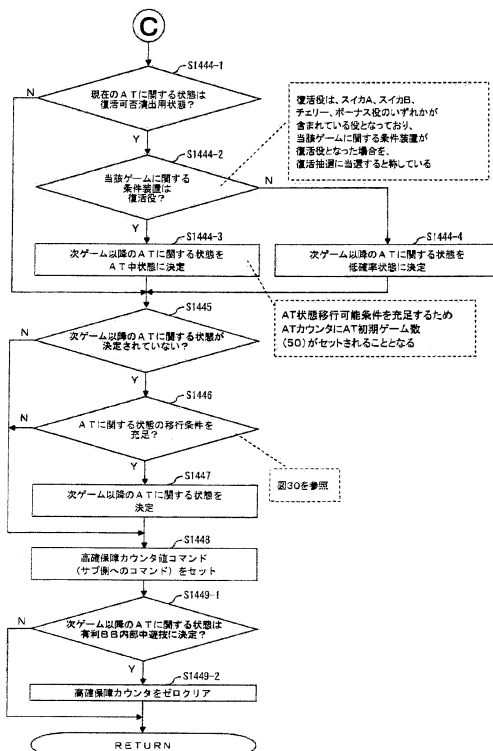 C
S1444-1
現在のATに関する状態は
復活可否演出用状態?
N
Y
復活役は、スイカA、スイカB、
チェリー、ボーナス役のいずれかが
含まれている役となっており、
当該ゲームに関する条件装置が
復活役となった場合を、
復活抽選に当選すると称している
S1444-2
当該ゲームに関する
条件装置は
復活役?
N
Y
S1444-3
次ゲーム以降のATに関する状態を
AT中状態に決定
S1444-4
次ゲーム以降のATに関する状態を
低確率状態に決定
AT状態移行可能条件を充足するため
ATカウンタにAT初期ゲーム数
(50)がセットされることとなる
S1445
次ゲーム以降のATに関する状態が
決定されていない?
N
Y
S1446
ATに関する状態の移行条件を
充足?
N
Y
図30を参照
S1447
次ゲーム以降のATに関する状態を
決定
S1448
高確保障カウンタ値コマンド
(サブ側へのコマンド)をセット
S1449-1
次ゲーム以降のATに関する状態は
有利BB内部中遊技に決定?
N
Y
S1449-2
高確保障カウンタをゼロクリア
RETURN